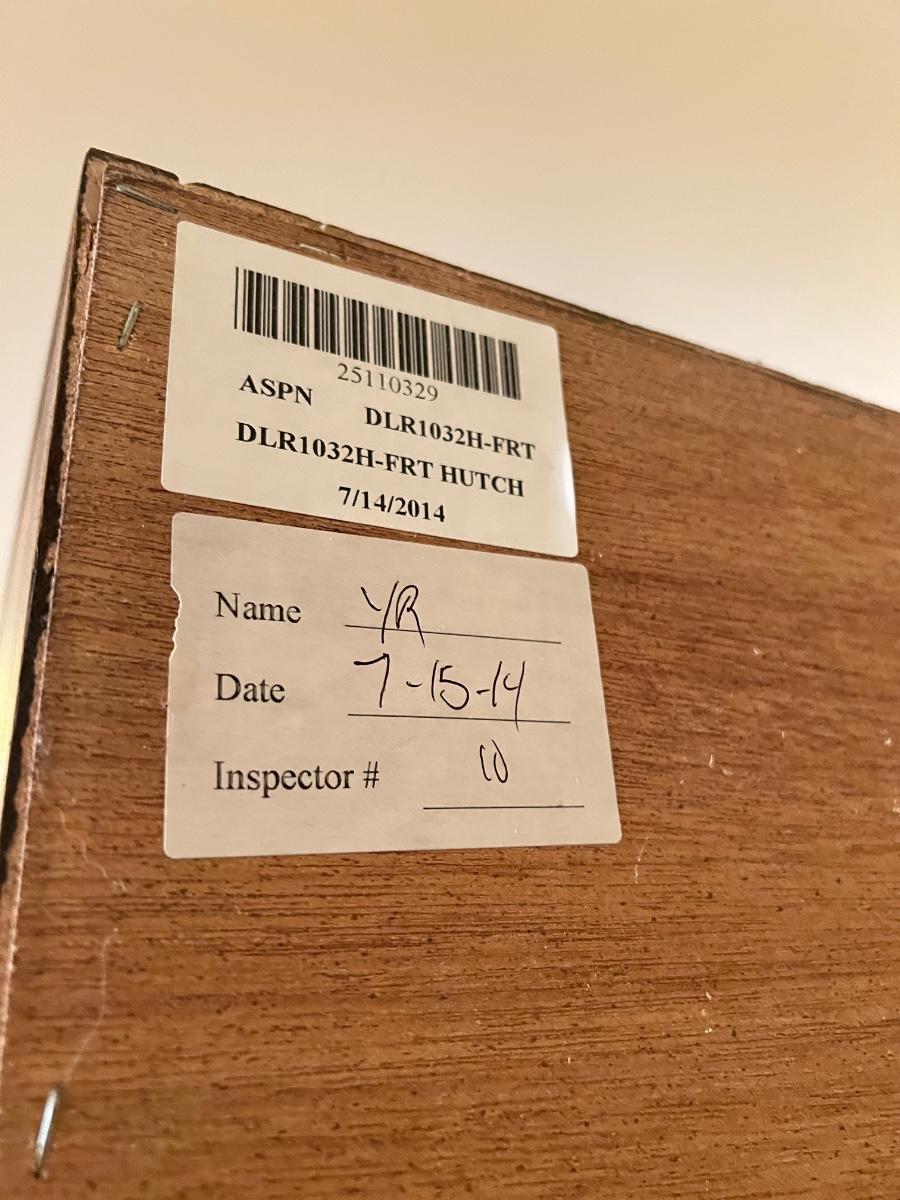 25110329
ASPN DLR1032H-FRT
DLR1032H-FRT HUTCH
7/14/2014
Name YR
Date 7-15-14
Inspector # 10